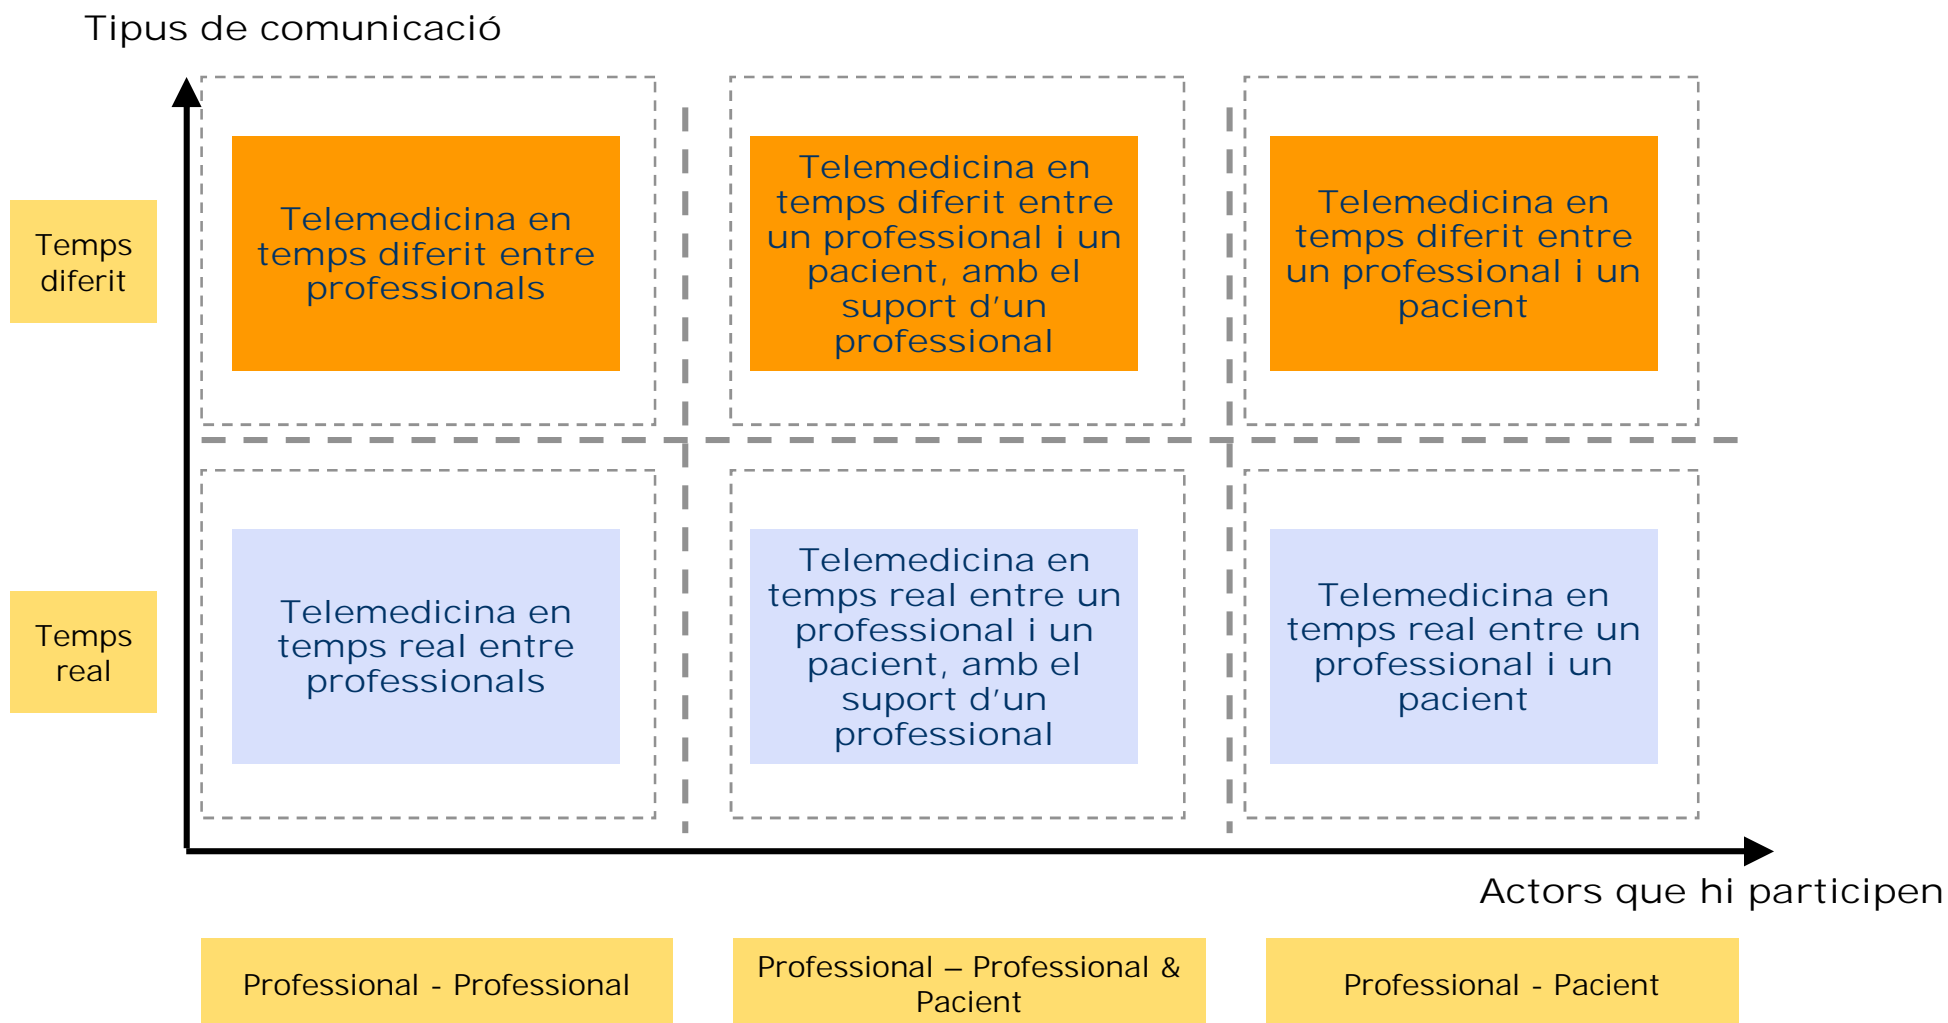 Tipus de comunicació
Temps
diferit
Telemedicina en
temps diferit entre
professionals
Telemedicina en
temps diferit entre
un professional i un
pacient, amb el
suport d’un
professional
Telemedicina en
temps diferit entre
un professional i un
pacient
Temps
real
Telemedicina en
temps real entre
professionals
Telemedicina en
temps real entre un
professional i un
pacient, amb el
suport d’un
professional
Telemedicina en
temps real entre un
professional i un
pacient
Actors que hi participen
Professional - Professional
Professional – Professional &
Pacient
Professional - Pacient